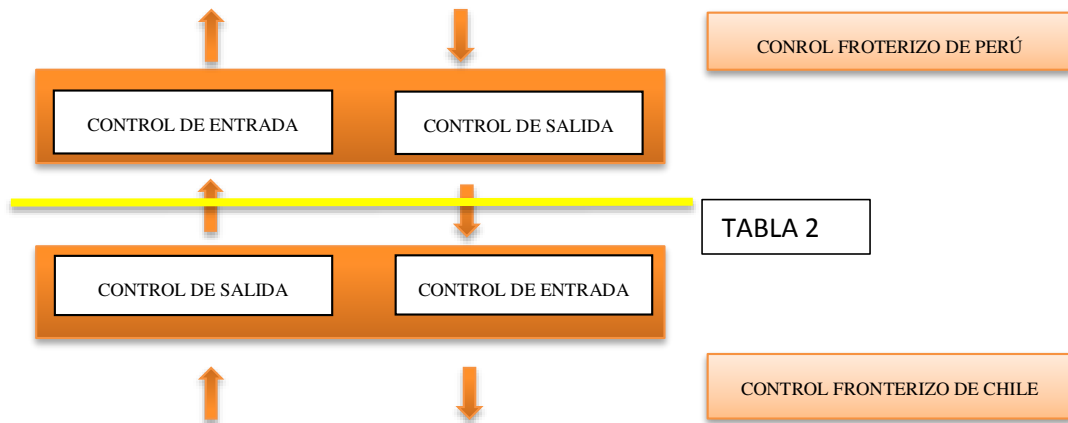 CONROL FROTERIZO DE PERÚ
CONTROL DE ENTRADA
CONTROL DE SALIDA
TABLA 2
CONTROL DE SALIDA
CONTROL DE ENTRADA
CONTROL FRONTERIZO DE CHILE